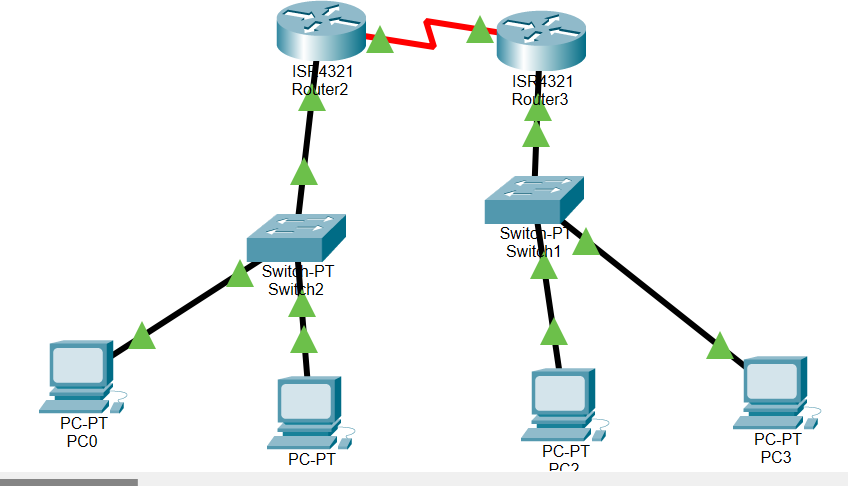 ISR4321
Router2
ISR4321
Router3
Switch-PT
Switch1
Switch-PT
Switch2
PC-PT
PC0
PC-PT
PC-PT
PC2
PC-PT
PC3